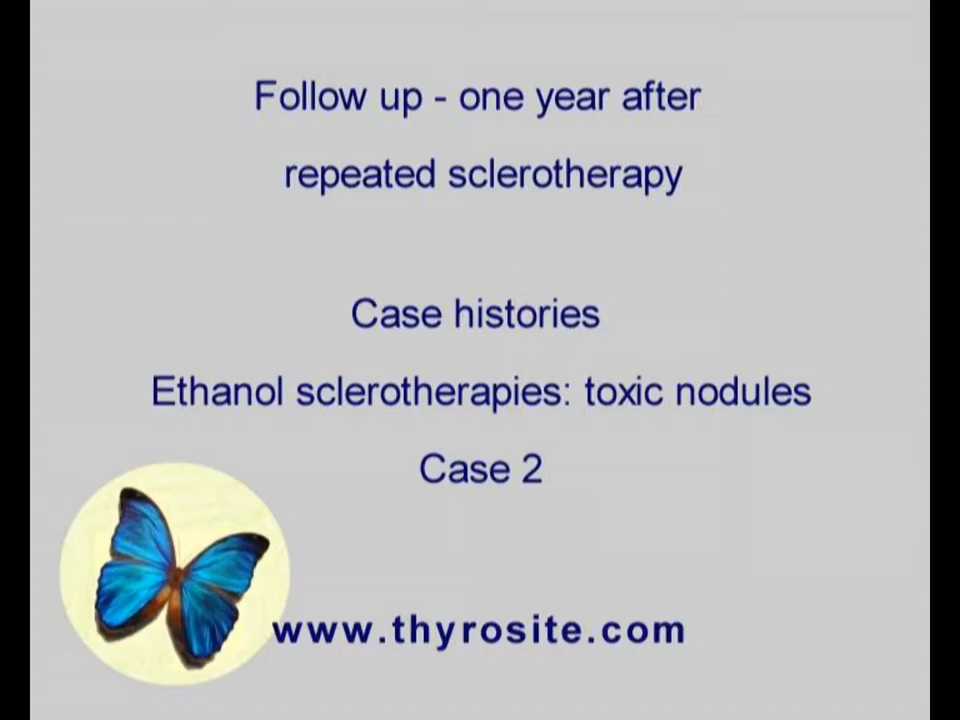 Follow up - one year after
repeated sclerotherapy
Case histories
Ethanol sclerotherapies: toxic nodules
Case 2
www.thyrosite.com